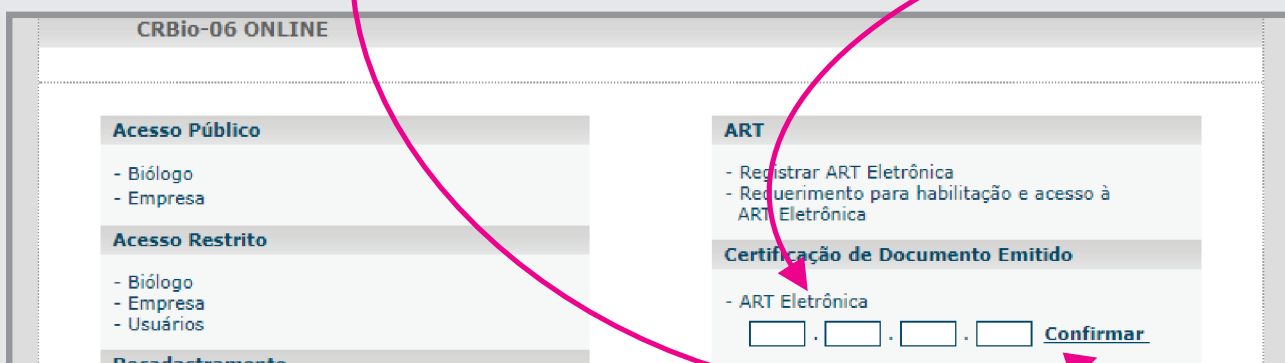 CRBio-06 ONLINE
Acesso Público
- Biólogo
- Empresa
Acesso Restrito
- Biólogo
- Empresa
- Usuários
Recadastramento
ART
- Registrar ART Eletrônica
- Requerimento para habilitação e acesso à
ART Eletrônica
Certificação de Documento Emitido
- ART Eletrônica
. . . Confirmar